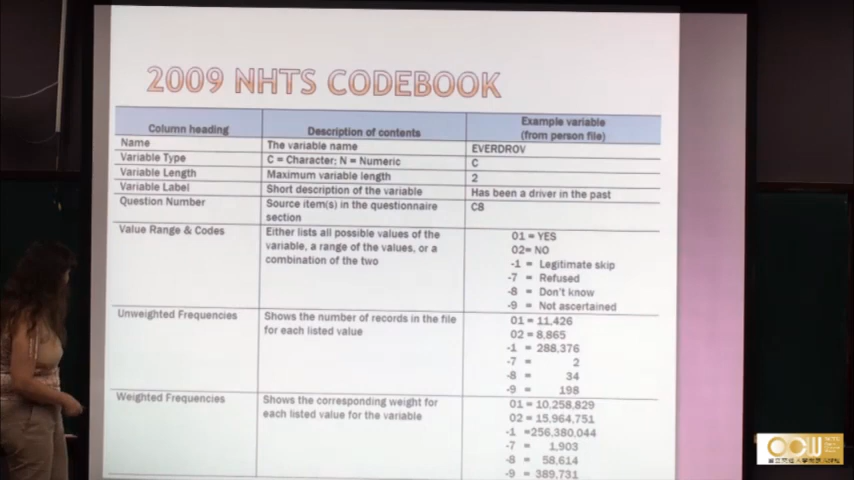 2009 NHTS CODEBOOK
Column heading
Description of contents
Example variable
(from person file)
Name
The variable name
EVERDROV
Variable Type
C = Character; N = Numeric
C
Variable Length
Maximum variable length
2
Variable Label
Short description of the variable
Has been a driver in the past
Question Number
Source item(s) in the questionnaire
section
C8
Value Range & Codes
Either lists all possible values of the
variable, a range of the values, or a
combination of the two
01 = YES
02= NO
-1 = Legitimate skip
-7 = Refused
-8 = Don't know
-9 = Not ascertained
Unweighted Frequencies
Shows the number of records in the file
for each listed value
01 = 11,426
02 = 8,865
-1 = 288,376
-7 = 2
-8 = 34
-9 = 198
Weighted Frequencies
Shows the corresponding weight for
each listed value for the variable
01 = 10,258,829
02 = 15,964,751
-1 =256,380,044
-7 = 1,903
-8 = 58,614
-9 = 389,731
OCW